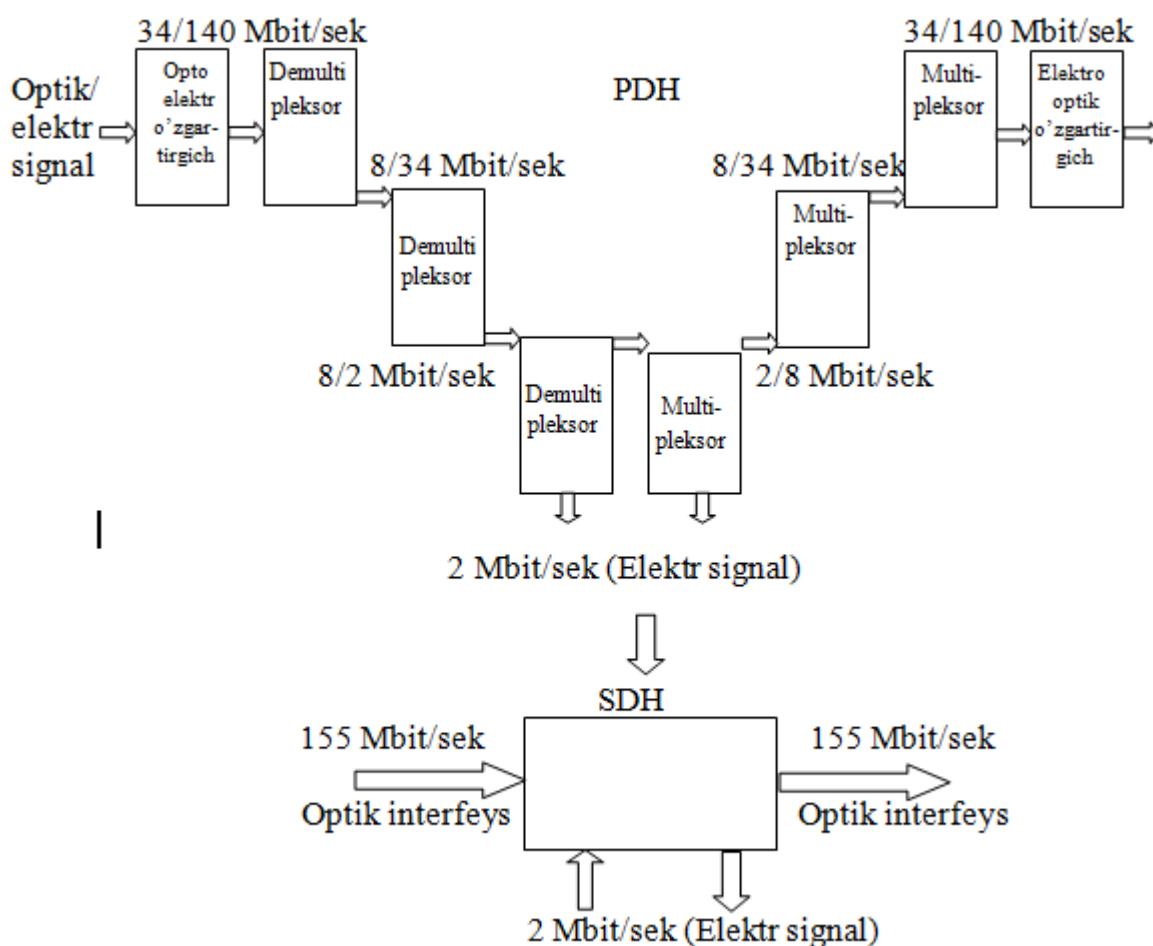 34/140 Mbit/sek
34/140 Mbit/sek
Optik/
elektr
signal
Opto
elektr
o’zgar-
tirgich
Demulti
pleksor
PDH
Multi-
pleksor
Elektro
optik
o’zgartir-
gich
8/34 Mbit/sek
8/34 Mbit/sek
Demulti
pleksor
Multi-
pleksor
8/2 Mbit/sek
2/8 Mbit/sek
Demulti
pleksor
Multi-
pleksor
2 Mbit/sek (Elektr signal)
SDH
155 Mbit/sek
155 Mbit/sek
Optik interfeys
Optik interfeys
2 Mbit/sek (Elektr signal)